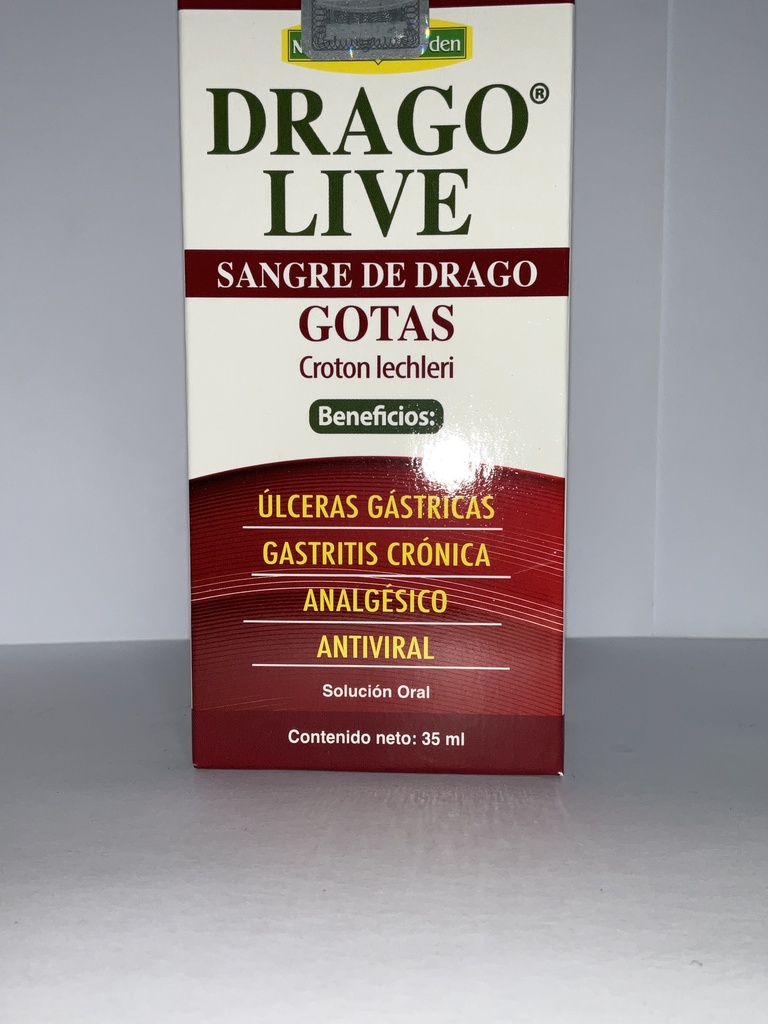 den
DRAGO®
LIVE
SANGRE DE DRAGO
GOTAS
Croton lechleri
Beneficios:
ÚLCERAS GÁSTRICAS
GASTRITIS CRÓNICA
ANALGÉSICO
ANTIVIRAL
Solución Oral
Contenido neto: 35 ml